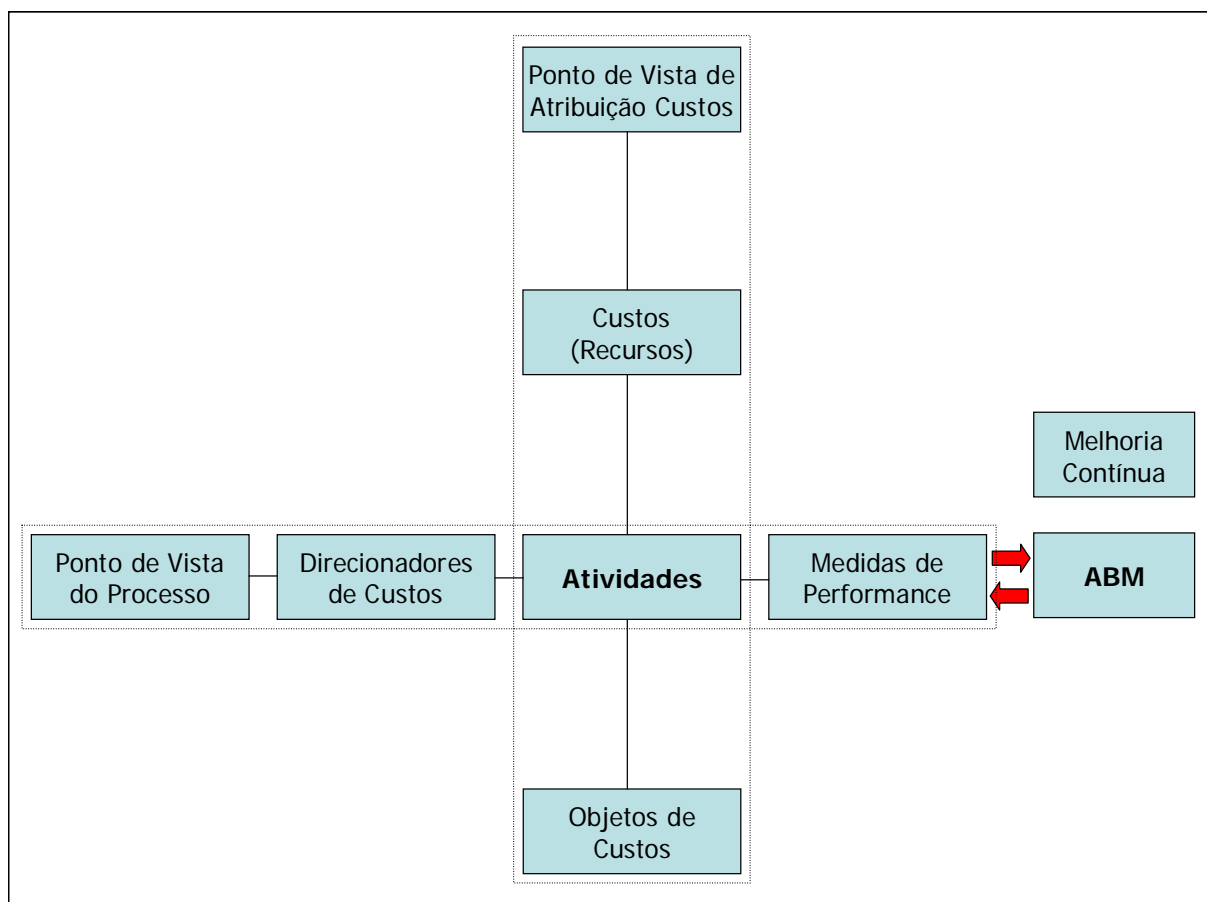 Ponto de Vista de
Atribuição Custos
Custos
(Recursos)
Melhoria
Contínua
Ponto de Vista
do Processo
Direcionadores
de Custos
Atividades
Medidas de
Performance
ABM
Objetos de
Custos